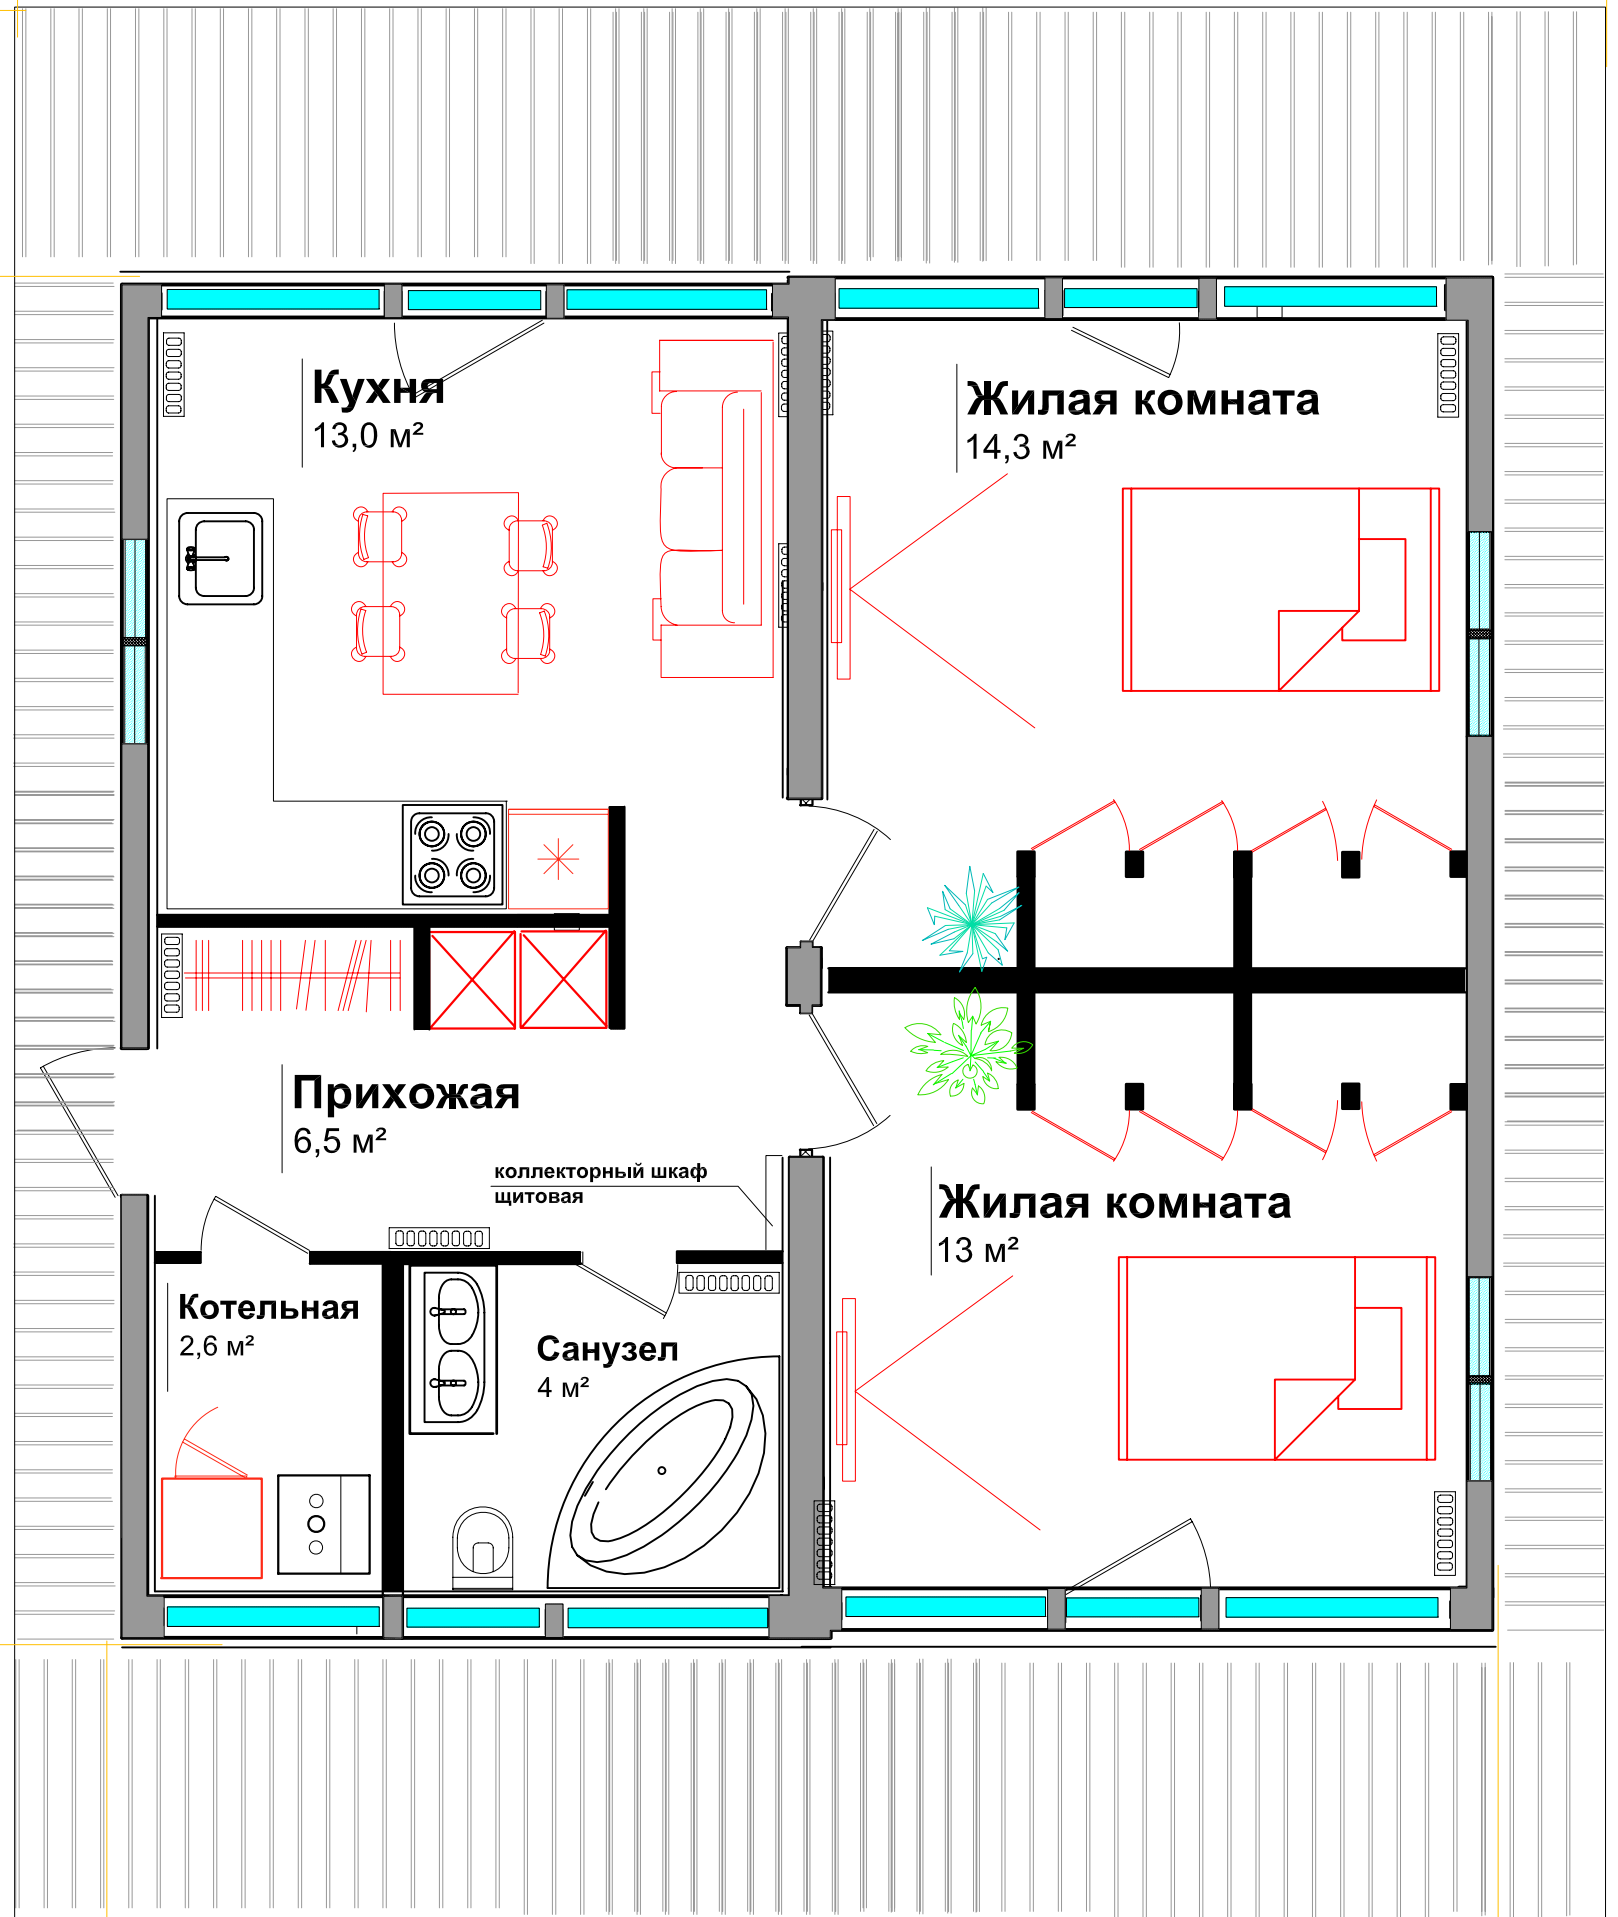 Кухня
13,0 м²
Жилая комната
14,3 м²
Прихожая
6,5 м²
коллекторный шкаф
щитовая
Жилая комната
13 м²
Котельная
2,6 м²
Санузел
4 м²